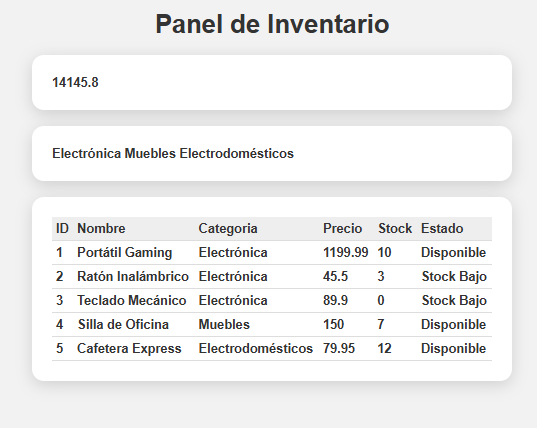 Panel de Inventario
14145.8
Electrónica Muebles Electrodomésticos
ID Nombre Categoria Precio Stock Estado
1 Portátil Gaming Electrónica 1199.99 10 Disponible
2 Ratón Inalámbrico Electrónica 45.5 3 Stock Bajo
3 Teclado Mecánico Electrónica 89.9 0 Stock Bajo
4 Silla de Oficina Muebles 150 7 Disponible
5 Cafetera Express Electrodomésticos 79.95 12 Disponible